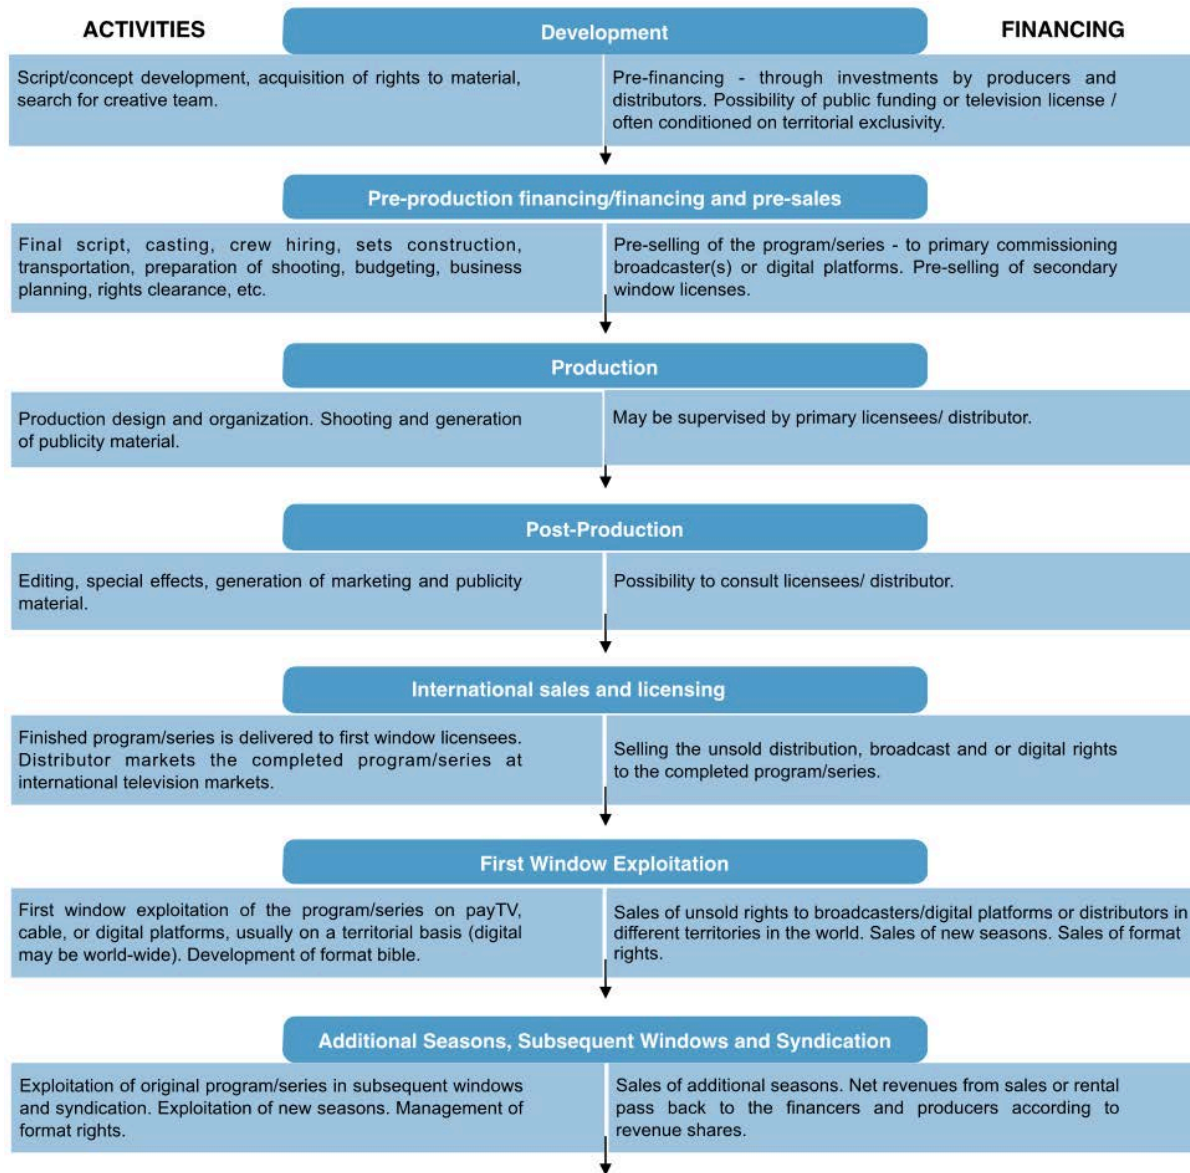 ACTIVITIES
Development
FINANCING
Script/concept development, acquisition of rights to material,
search for creative team.
Pre-financing - through investments by producers and
distributors. Possibility of public funding or television license /
often conditioned on territorial exclusivity.
Pre-production financing/financing and pre-sales
Final script, casting, crew hiring, sets construction,
transportation, preparation of shooting, budgeting, business
planning, rights clearance, etc.
Pre-selling of the program/series - to primary commissioning
broadcaster(s) or digital platforms. Pre-selling of secondary
window licenses.
Production
Production design and organization. Shooting and generation
of publicity material.
May be supervised by primary licensees/ distributor.
Post-Production
Editing, special effects, generation of marketing and publicity
material.
Possibility to consult licensees/ distributor.
International sales and licensing
Finished program/series is delivered to first window licensees.
Distributor markets the completed program/series at
international television markets.
Selling the unsold distribution, broadcast and or digital rights
to the completed program/series.
First Window Exploitation
First window exploitation of the program/series on payTV,
cable, or digital platforms, usually on a territorial basis (digital
may be world-wide). Development of format bible.
Sales of unsold rights to broadcasters/digital platforms or distributors in
different territories in the world. Sales of new seasons. Sales of format
rights.
Additional Seasons, Subsequent Windows and Syndication
Exploitation of original program/series in subsequent windows
and syndication. Exploitation of new seasons. Management of
format rights.
Sales of additional seasons. Net revenues from sales or rental
pass back to the financers and producers according to
revenue shares.